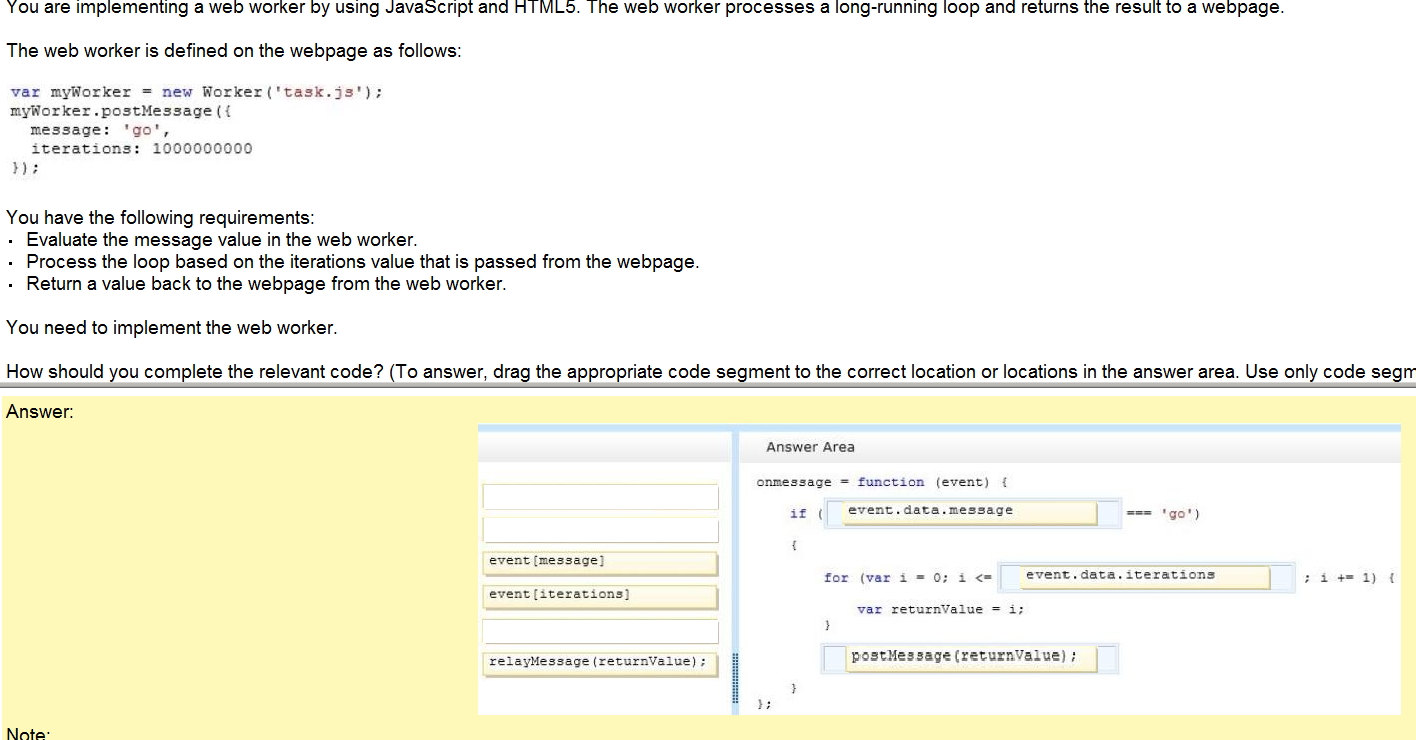 You are implementing a web worker by using JavaScript and HTML5. The web worker processes a long-running loop and returns the result to a webpage.
The web worker is defined on the webpage as follows:
var myWorker = new Worker('task.js');
myWorker.postMessage({
message: 'go',
iterations: 1000000000
});
You have the following requirements:
· Evaluate the message value in the web worker.
· Process the loop based on the iterations value that is passed from the webpage.
· Return a value back to the webpage from the web worker.
You need to implement the web worker.
How should you complete the relevant code? (To answer, drag the appropriate code segment to the correct location or locations in the answer area. Use only code segm
Answer:
Answer Area
onmessage = function (event) {
if ( event.data.message === 'go')
{
event[message]
for (var i = 0; i <= event.data.iterations ; i += 1) {
event[iterations]
var returnValue = i;
}
relayMessage(returnValue);
postMessage(returnValue);
}
};
Note: